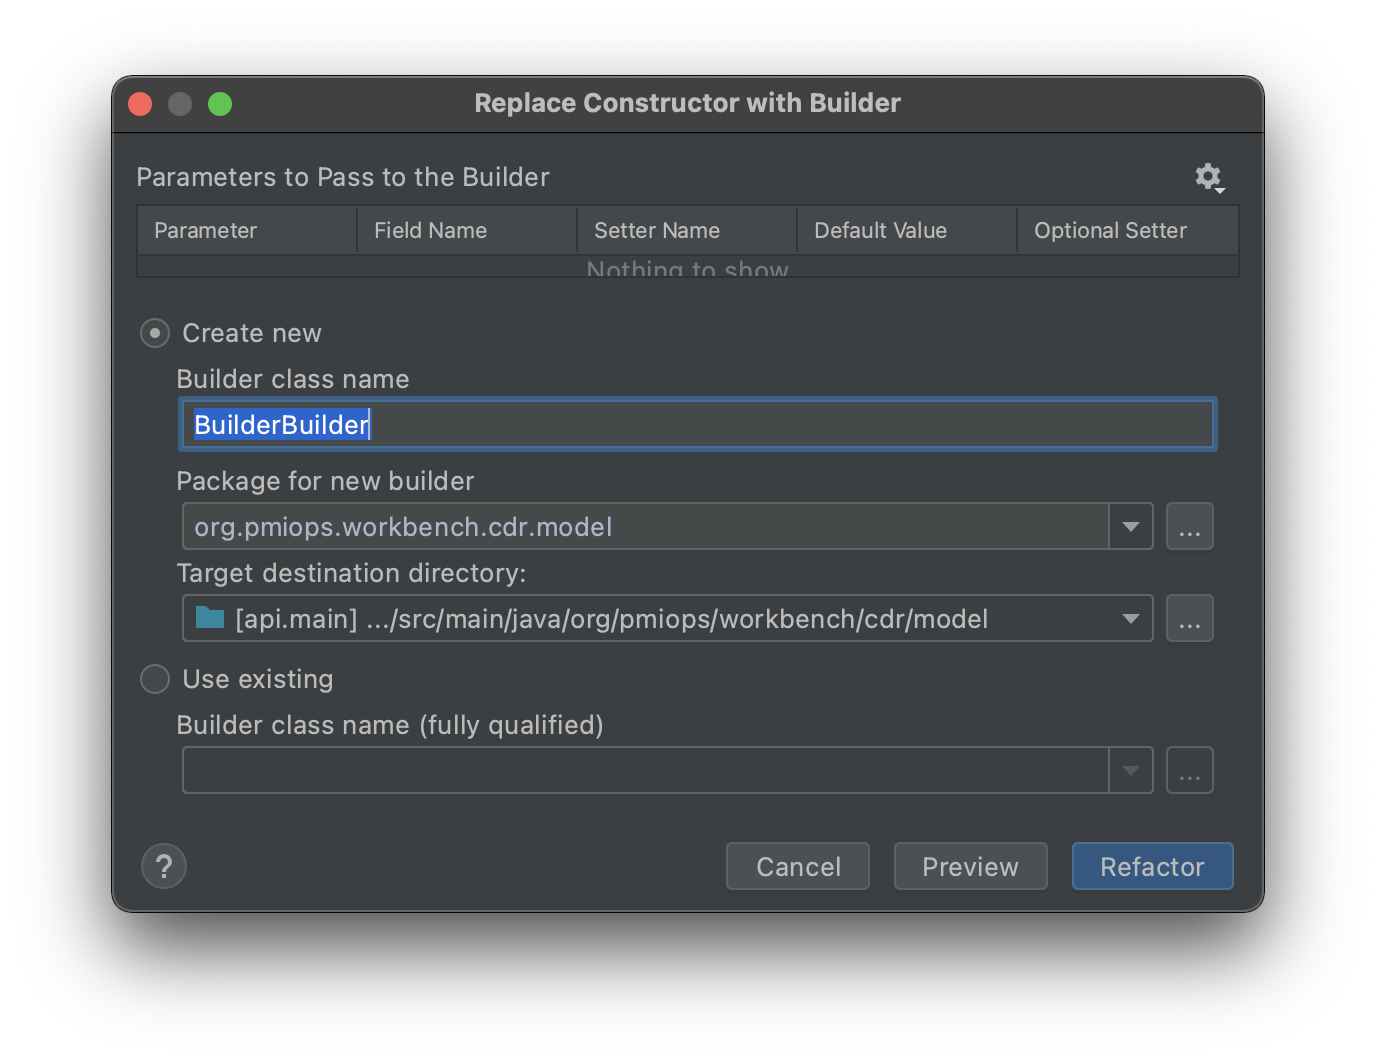 Replace Constructor with Builder
Parameters to Pass to the Builder
Parameter Field Name Setter Name Default Value Optional Setter
Nothing to show
Create new
Builder class name
BuilderBuilder
Package for new builder
org.pmiops.workbench.cdr.model ...
Target destination directory:
[api.main] .../src/main/java/org/pmiops/workbench/cdr/model ...
Use existing
Builder class name (fully qualified)
...
? Cancel Preview Refactor